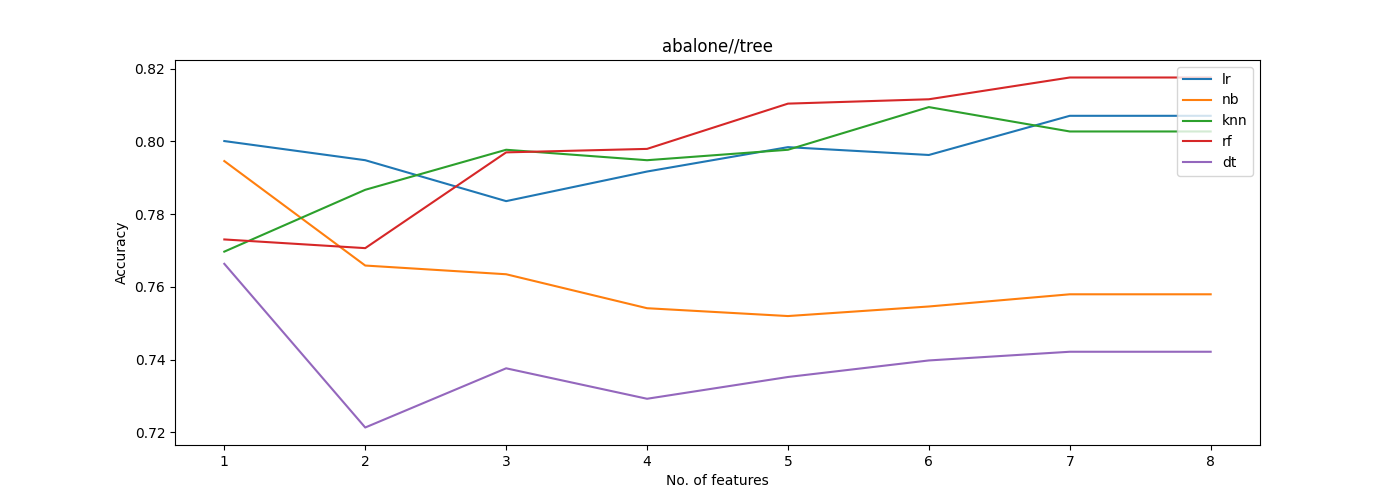 abalone//tree
0.82
0.80
0.78
0.76
0.74
0.72
Accuracy
lr
nb
knn
rf
dt
1 2 3 4 5 6 7 8
No. of features